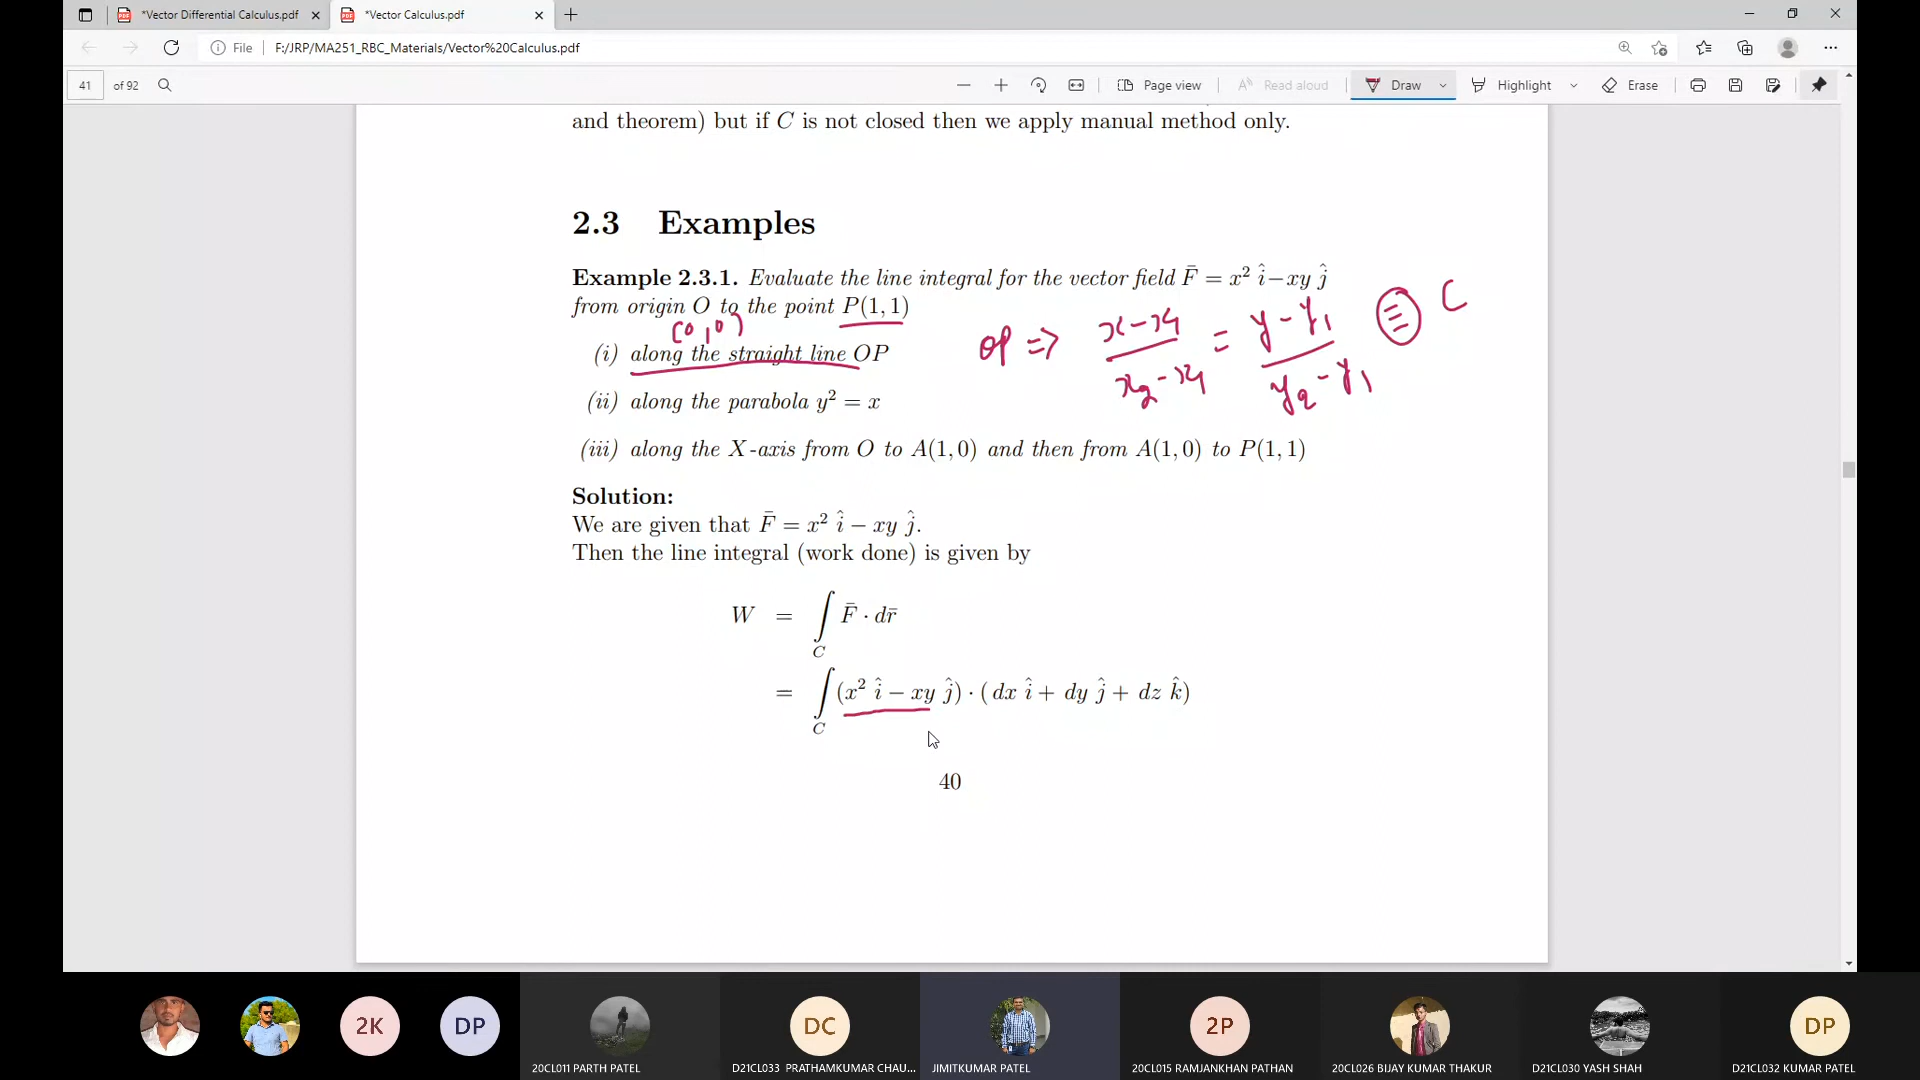 *Vector Differential Calculus.pdf
*Vector Calculus.pdf
File F:/JRP/MA251_RBC_Materials/Vector%20Calculus.pdf
41 of 92 Page view Read aloud Draw Highlight Erase
and theorem) but if C is not closed then we apply manual method only.
2.3 Examples
Example 2.3.1. Evaluate the line integral for the vector field F̄ = x² î−xy ĵ
from origin O to the point P(1, 1)
(0,0)
(i) along the straight line OP
OP ⇒ (x−x₁)/(x₂−x₁) = (y−y₁)/(y₂−y₁) ≡ C
(ii) along the parabola y² = x
(iii) along the X-axis from O to A(1, 0) and then from A(1, 0) to P(1, 1)
Solution:
We are given that F̄ = x² î − xy ĵ.
Then the line integral (work done) is given by
W = ∫ F̄ · dr̄
C
= ∫ (x² î − xy ĵ) · ( dx î + dy ĵ + dz k̂)
C
40
2K
DP
20CL011 PARTH PATEL
DC
D21CL033 PRATHAMKUMAR CHAU...
JIMITKUMAR PATEL
2P
20CL015 RAMJANKHAN PATHAN
20CL026 BIJAY KUMAR THAKUR
D21CL030 YASH SHAH
DP
D21CL032 KUMAR PATEL